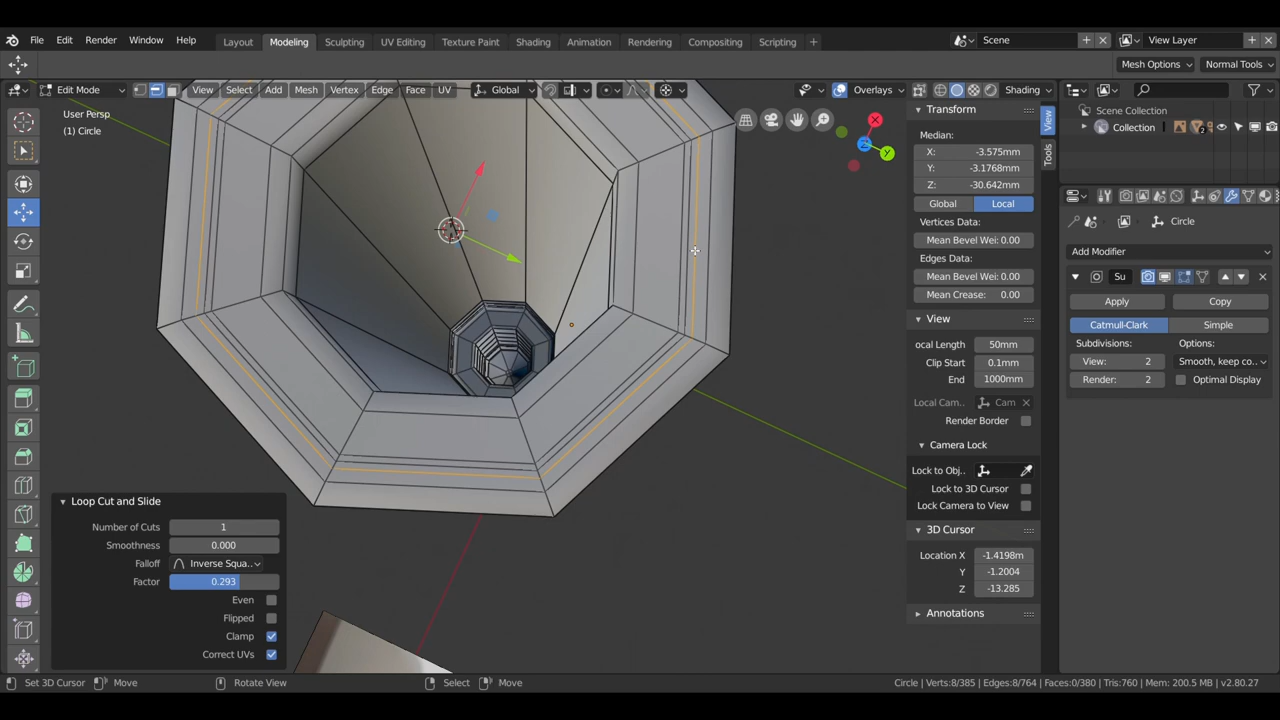 File Edit Render Window Help Layout Modeling Sculpting UV Editing Texture Paint Shading Animation Rendering Compositing Scripting + Scene View Layer
Mesh Options Normal Tools
Edit Mode View Select Add Mesh Vertex Edge Face UV Global Overlays Shading
User Persp
(1) Circle
X
Y
Z
Transform
Median:
X: -3.575mm
Y: -3.1768mm
Z: -30.642mm
Global Local
Vertices Data:
Mean Bevel Wei: 0.00
Edges Data:
Mean Bevel Wei: 0.00
Mean Crease: 0.00
View
ocal Length 50mm
Clip Start 0.1mm
End 1000mm
Local Cam... Cam
Render Border
Camera Lock
Lock to Obj..
Lock to 3D Cursor
Lock Camera to View
3D Cursor
Location X -1.4198m
Y -1.2004
Z -13.285
Annotations
View
Tools
Scene Collection
Collection 2
Circle
Add Modifier
Su
Apply Copy
Catmull-Clark Simple
Subdivisions: Options:
View: 2 Smooth, keep co...
Render: 2 Optimal Display
Loop Cut and Slide
Number of Cuts 1
Smoothness 0.000
Falloff Inverse Squa...
Factor 0.293
Even
Flipped
Clamp
Correct UVs
Set 3D Cursor Move Rotate View Select Move Circle | Verts:8/385 | Edges:8/764 | Faces:0/380 | Tris:760 | Mem: 200.5 MB | v2.80.27